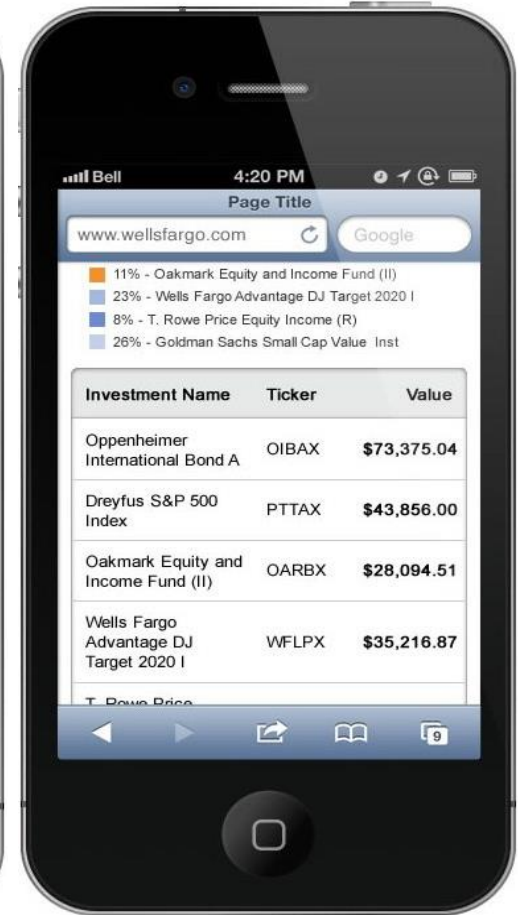 Bell 4:20 PM
Page Title
www.wellsfargo.com Google
11% - Oakmark Equity and Income Fund (II)
23% - Wells Fargo Advantage DJ Target 2020 I
8% - T. Rowe Price Equity Income (R)
26% - Goldman Sachs Small Cap Value Inst
Investment Name Ticker Value
Oppenheimer
International Bond A OIBAX $73,375.04
Dreyfus S&P 500
Index PTTAX $43,856.00
Oakmark Equity and
Income Fund (II) OARBX $28,094.51
Wells Fargo
Advantage DJ WFLPX $35,216.87
Target 2020 I
T. Rowe Price
9